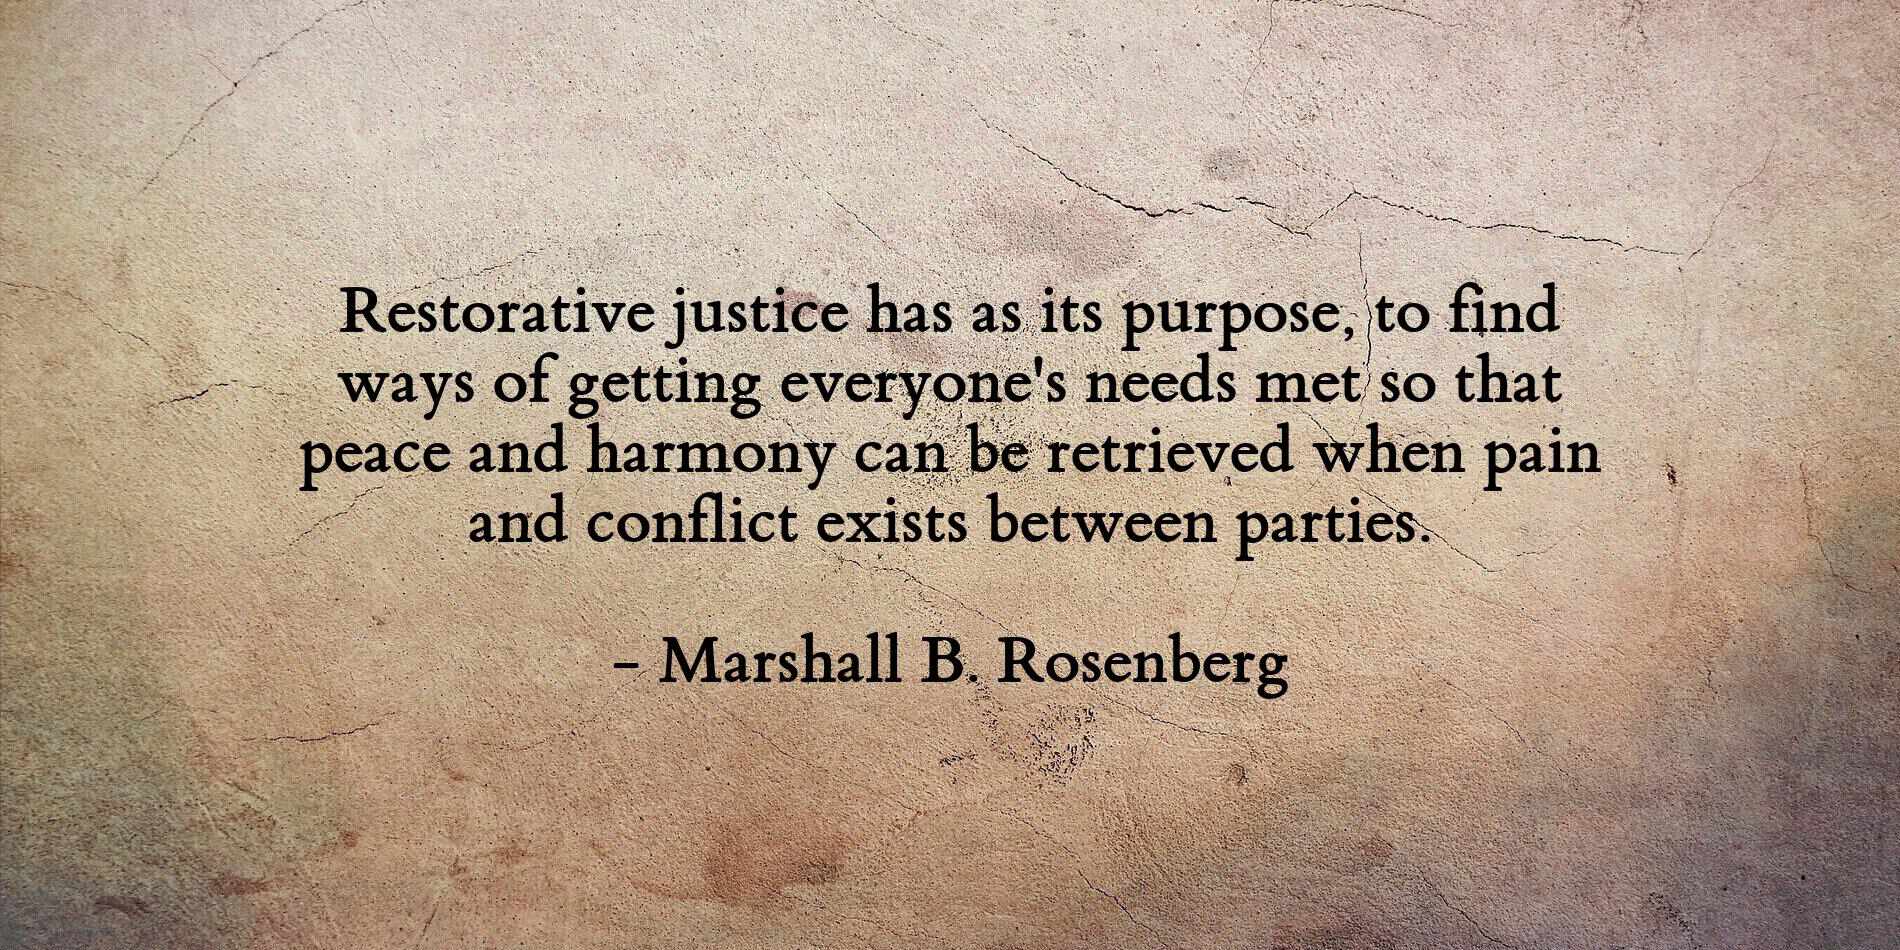 Restorative justice has as its purpose, to find
ways of getting everyone's needs met so that
peace and harmony can be retrieved when pain
and conflict exists between parties.
- Marshall B. Rosenberg